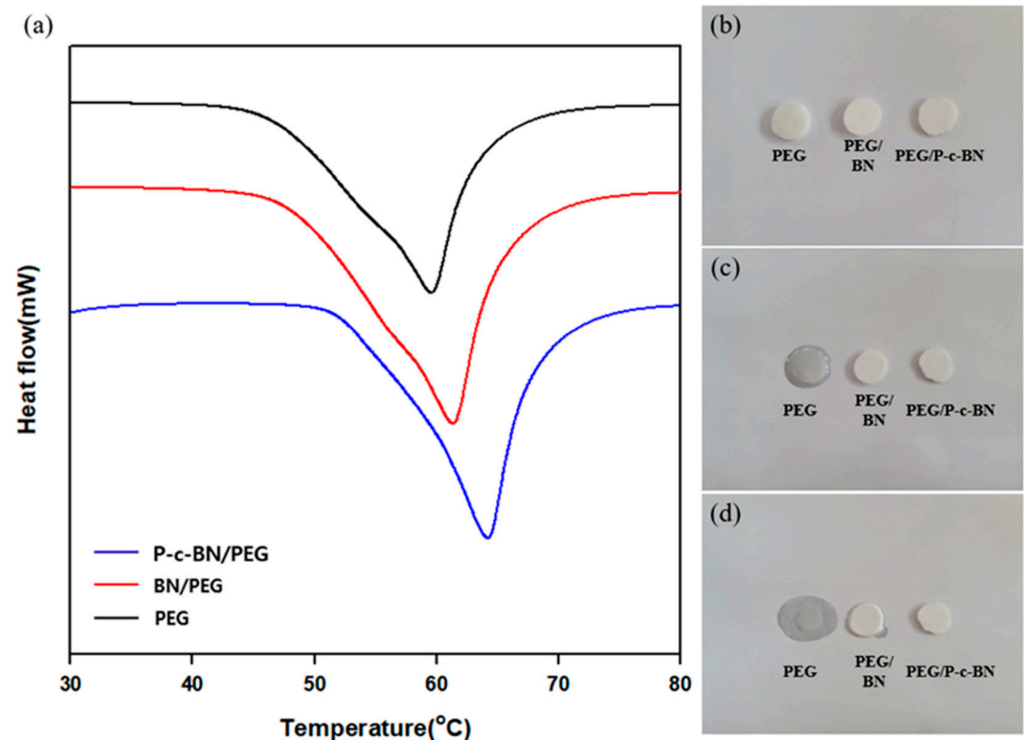 (a)
Heat flow(mW)
P-c-BN/PEG
BN/PEG
PEG
30
40
50
60
70
80
Temperature(°C)
(b)
PEG
PEG/
BN
PEG/P-c-BN
(c)
PEG
PEG/
BN
PEG/P-c-BN
(d)
PEG
PEG/
BN
PEG/P-c-BN